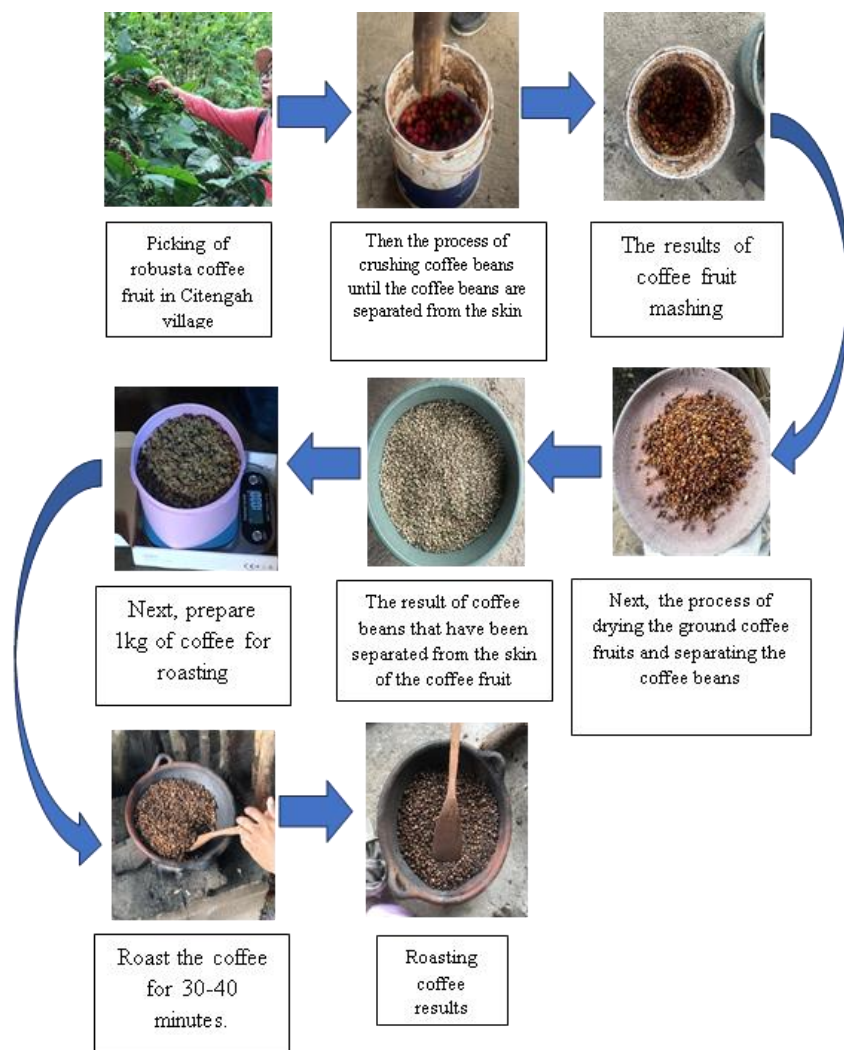 Picking of
robusta coffee
fruit in Citengah
village
Then the process of
crushing coffee beans
until the coffee beans are
separated from the skin
The results of
coffee fruit
mashing
Next, the process of
drying the ground coffee
fruits and separating the
coffee beans
The result of coffee
beans that have been
separated from the skin
of the coffee fruit
Next, prepare
1kg of coffee for
roasting
Roast the coffee
for 30-40
minutes.
Roasting
coffee
results